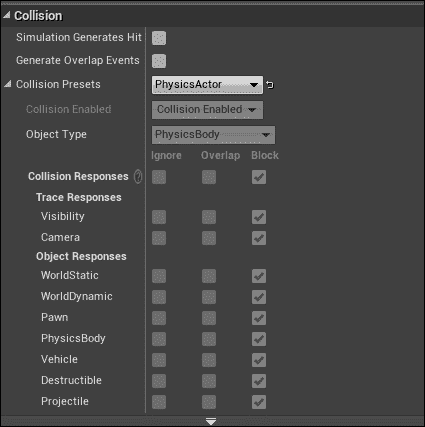 Collision
Simulation Generates Hit
Generate Overlap Events
Collision Presets PhysicsActor
Collision Enabled Collision Enabled
Object Type PhysicsBody
Ignore Overlap Block
Collision Responses ?
Trace Responses
Visibility
Camera
Object Responses
WorldStatic
WorldDynamic
Pawn
PhysicsBody
Vehicle
Destructible
Projectile